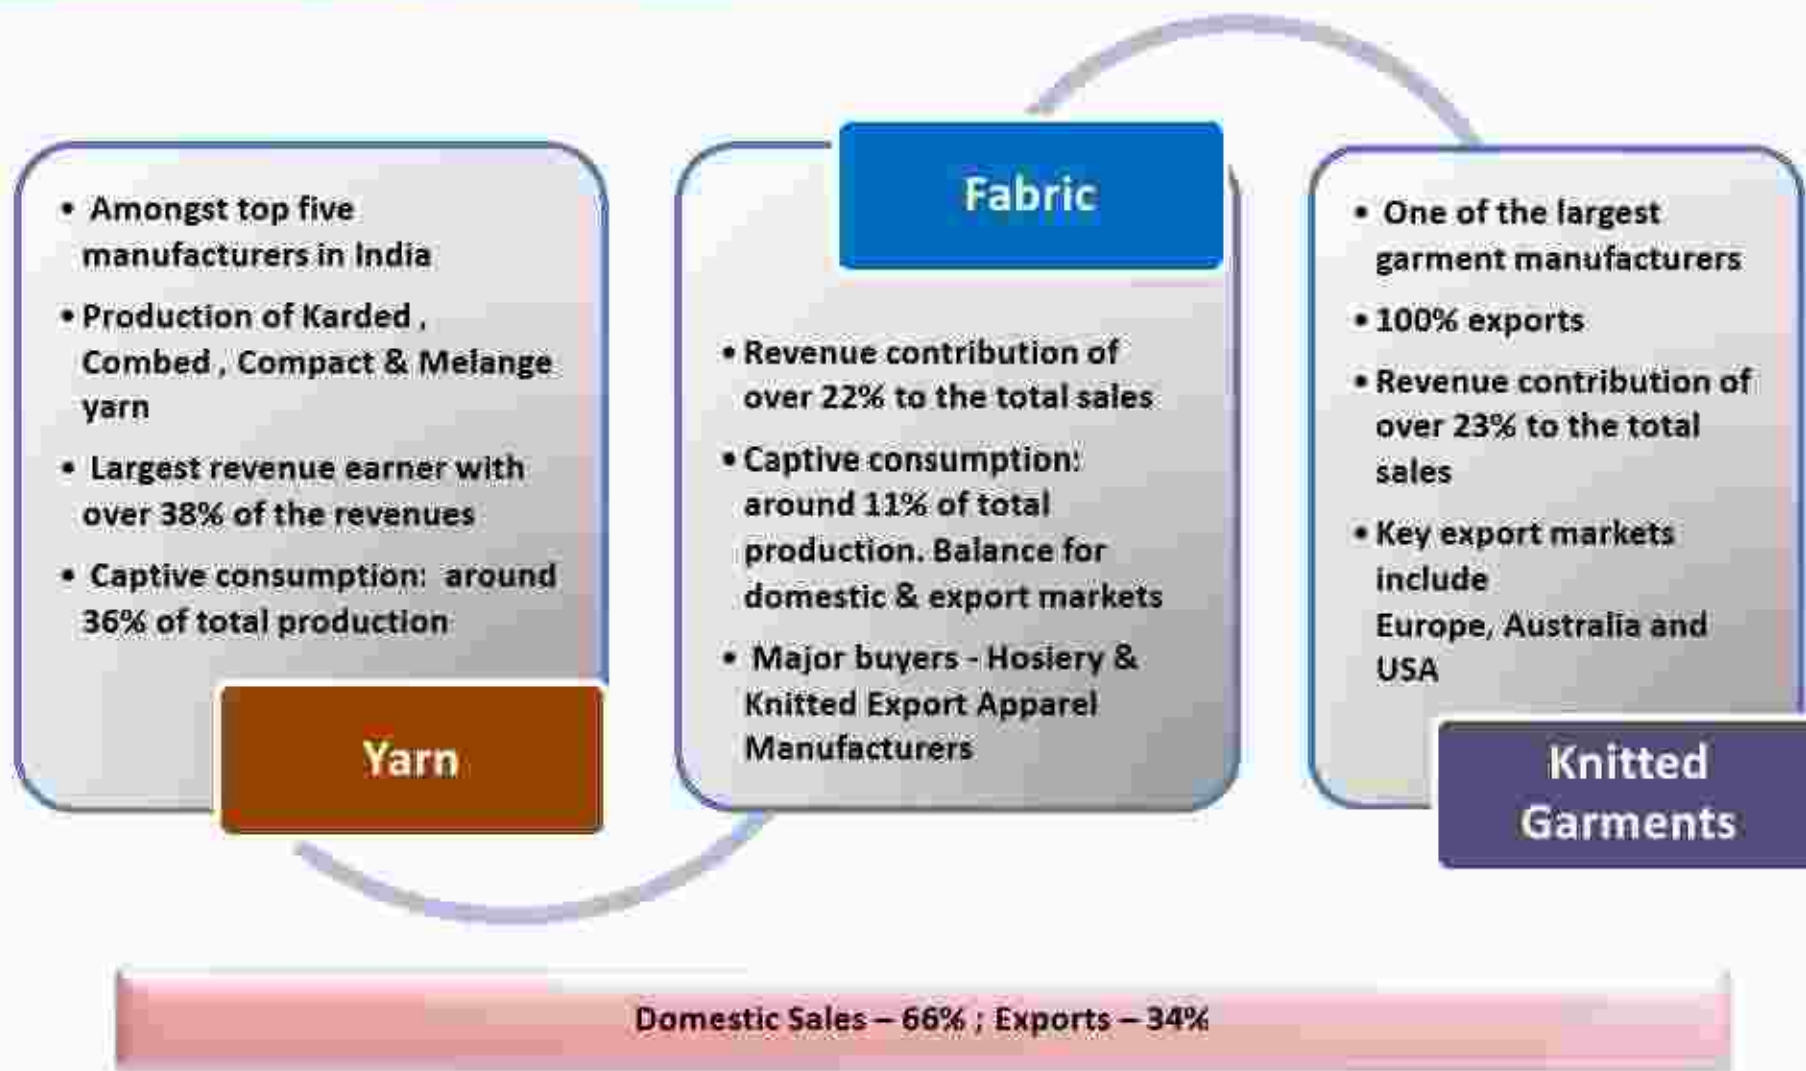 • Amongst top five
manufacturers in India
• Production of Karded ,
Combed , Compact & Melange
yarn
• Largest revenue earner with
over 38% of the revenues
• Captive consumption: around
36% of total production
Yarn
Fabric
• Revenue contribution of
over 22% to the total sales
• Captive consumption:
around 11% of total
production. Balance for
domestic & export markets
• Major buyers - Hosiery &
Knitted Export Apparel
Manufacturers
• One of the largest
garment manufacturers
• 100% exports
• Revenue contribution of
over 23% to the total
sales
• Key export markets
include
Europe, Australia and
USA
Knitted
Garments
Domestic Sales – 66% ; Exports – 34%